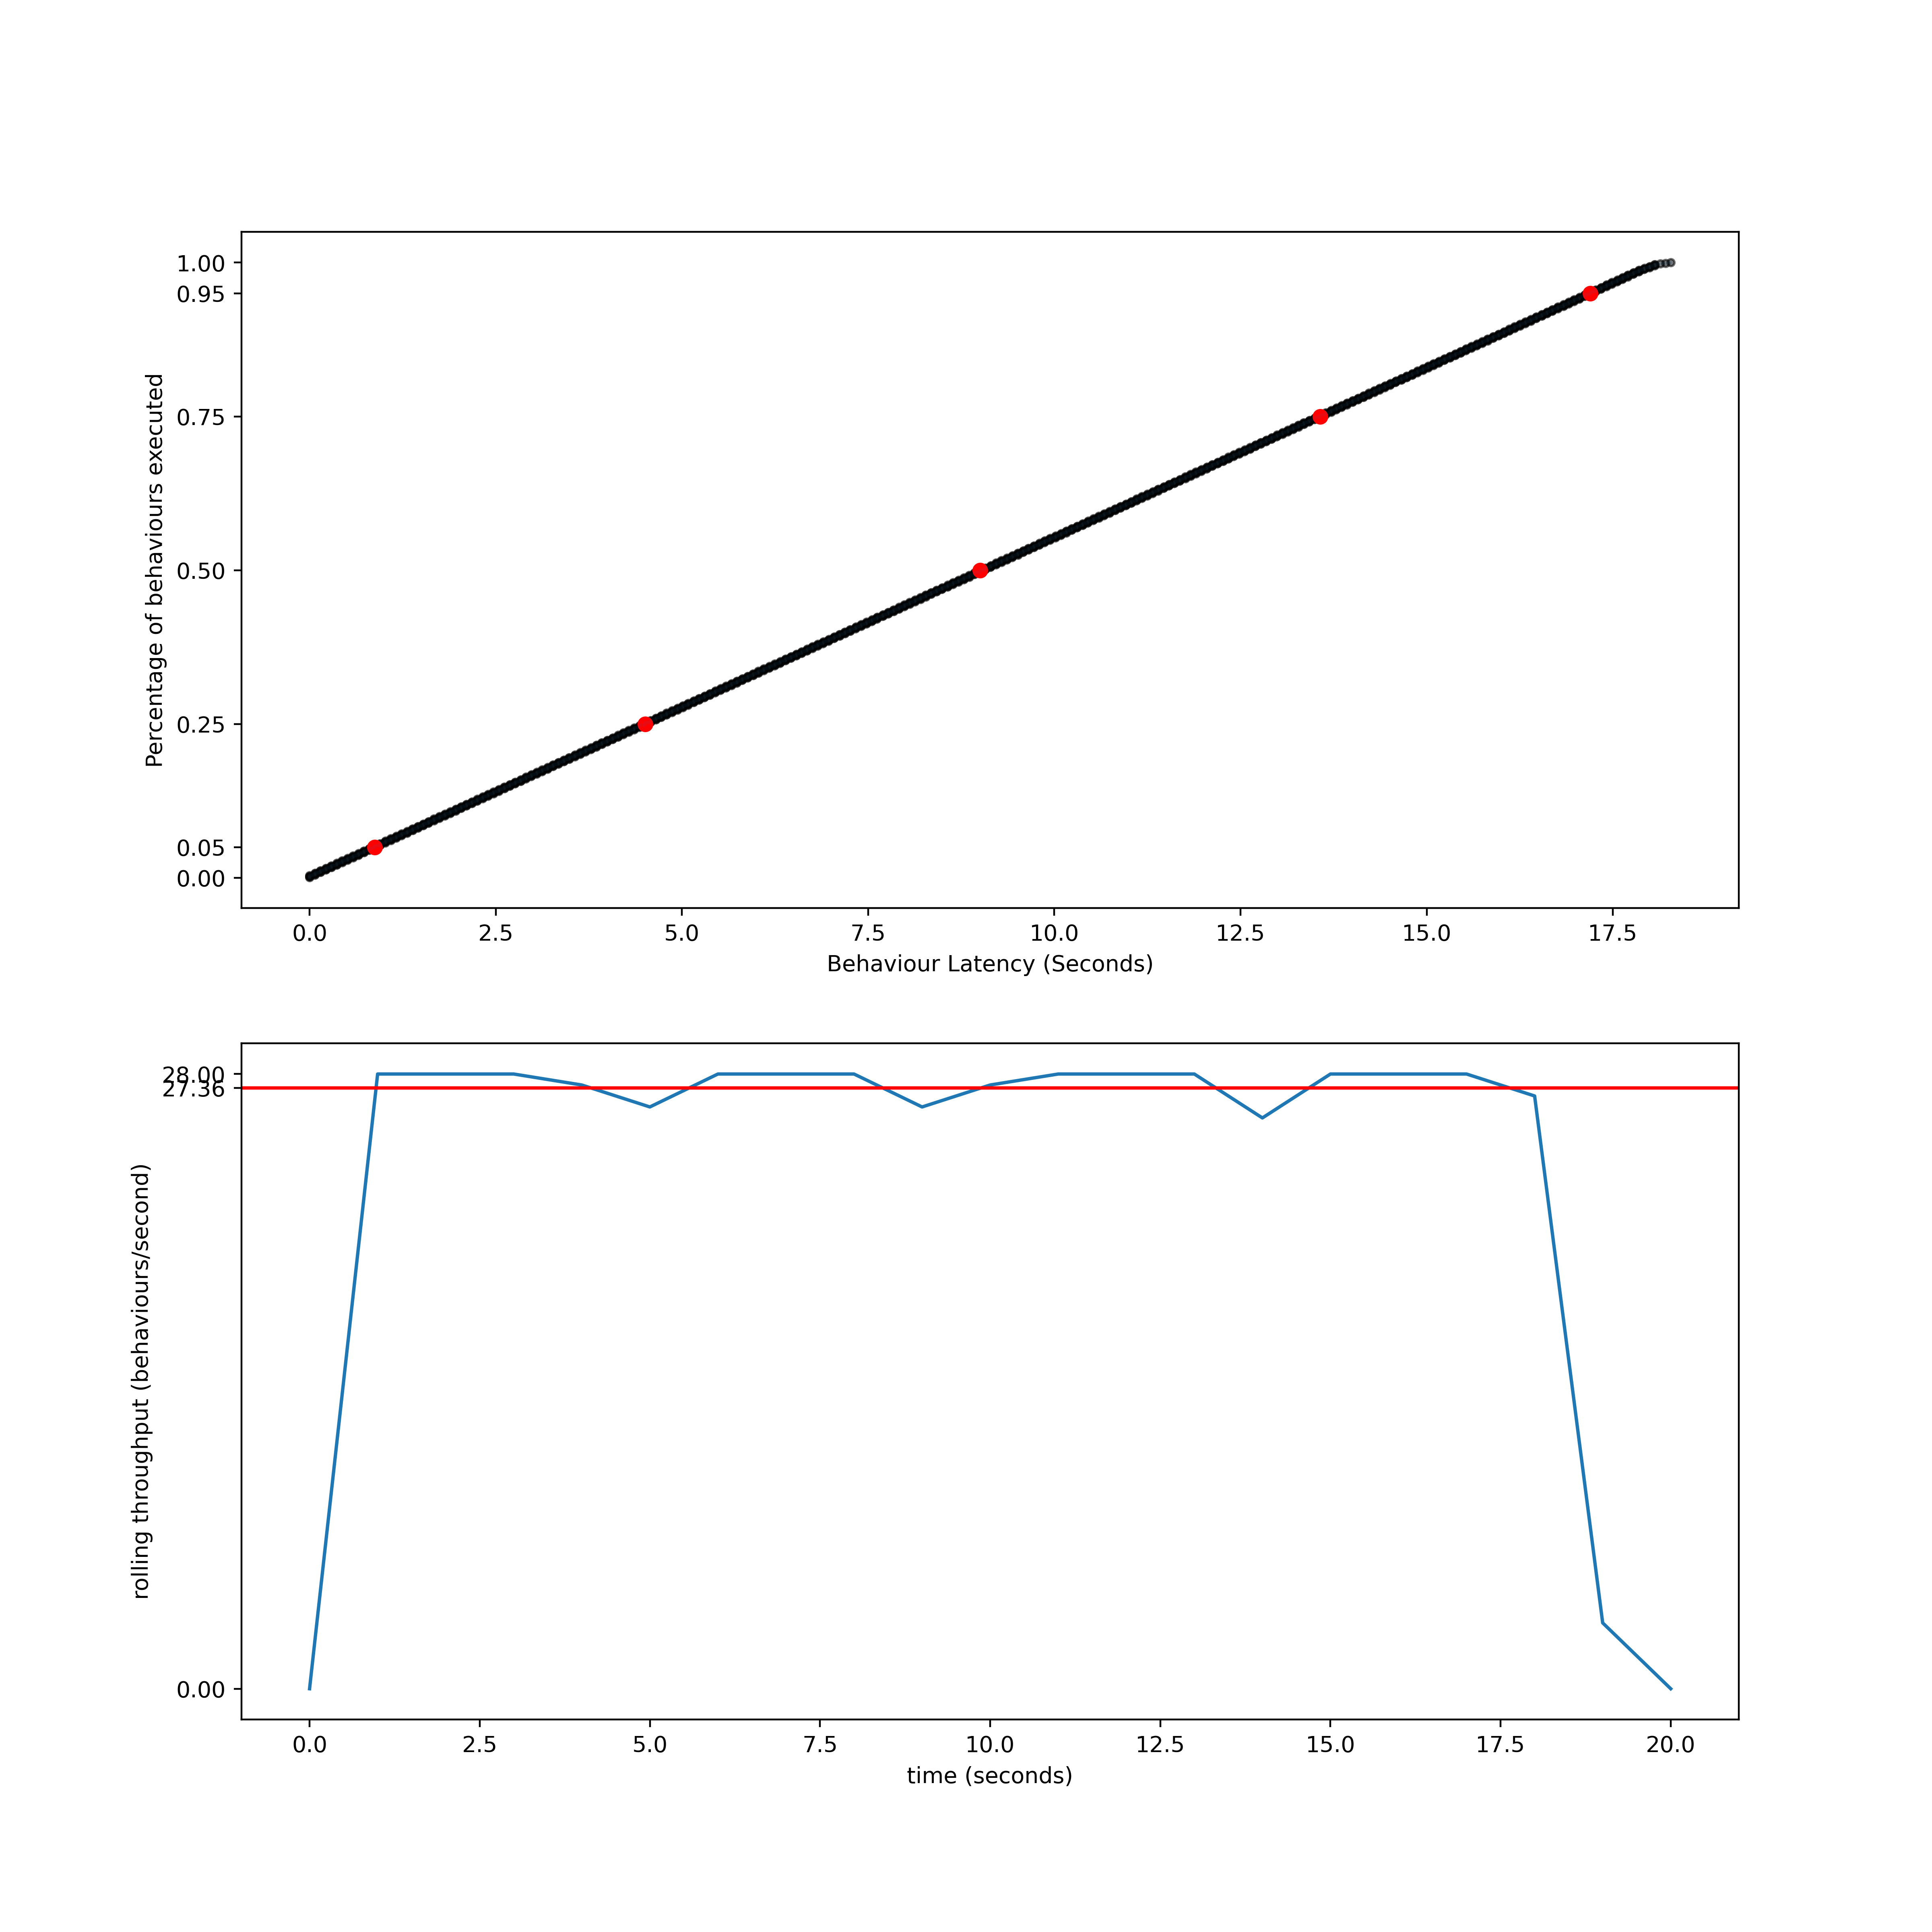 1.00
0.95
0.75
0.50
0.25
0.05
0.00
Percentage of behaviours executed
0.0 2.5 5.0 7.5 10.0 12.5 15.0 17.5
Behaviour Latency (Seconds)
28.00
27.36
0.00
rolling throughput (behaviours/second)
0.0 2.5 5.0 7.5 10.0 12.5 15.0 17.5 20.0
time (seconds)